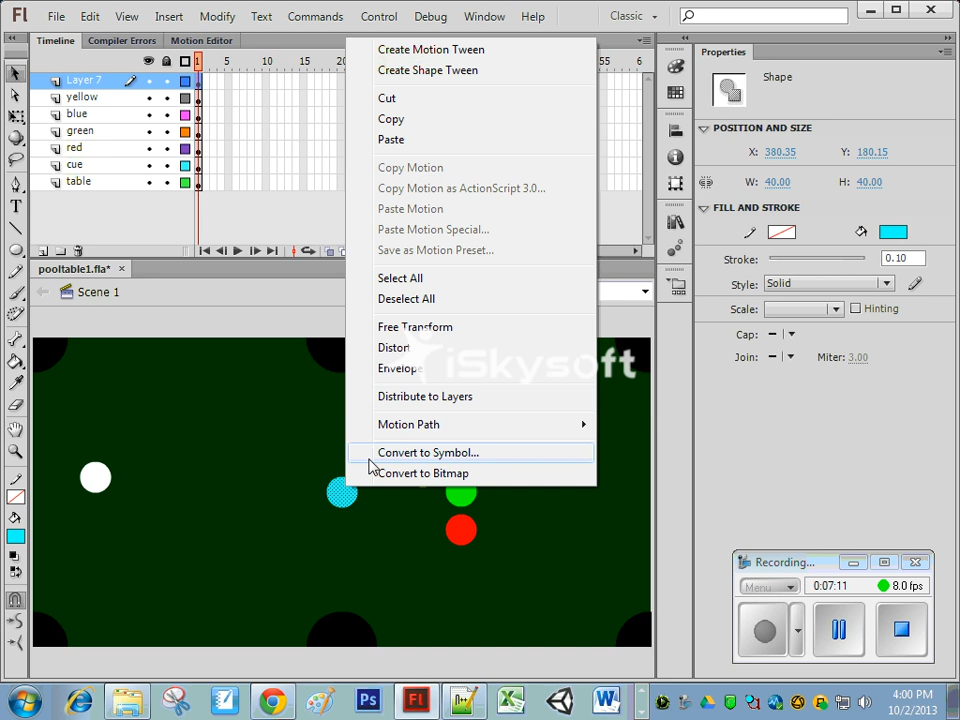 Fl File Edit View Insert Modify Text Commands Control Debug Window Help Classic
Timeline Compiler Errors Motion Editor
1 5 10 15 20 55 6
Layer 7
yellow
blue
green
red
cue
table
pooltable1.fla* ×
Scene 1
Create Motion Tween
Create Shape Tween
Cut
Copy
Paste
Copy Motion
Copy Motion as ActionScript 3.0...
Paste Motion
Paste Motion Special...
Save as Motion Preset...
Select All
Deselect All
Free Transform
Distort
Envelope
Distribute to Layers
Motion Path
Convert to Symbol...
Convert to Bitmap
iSkysoft
Properties
Shape
POSITION AND SIZE
X: 380.35 Y: 180.15
W: 40.00 H: 40.00
FILL AND STROKE
Stroke: 0.10
Style: Solid
Scale: Hinting
Cap:
Join: Miter: 3.00
Recording...
Menu 0:07:11 8.0 fps
Ps Fl W
4:00 PM
10/2/2013